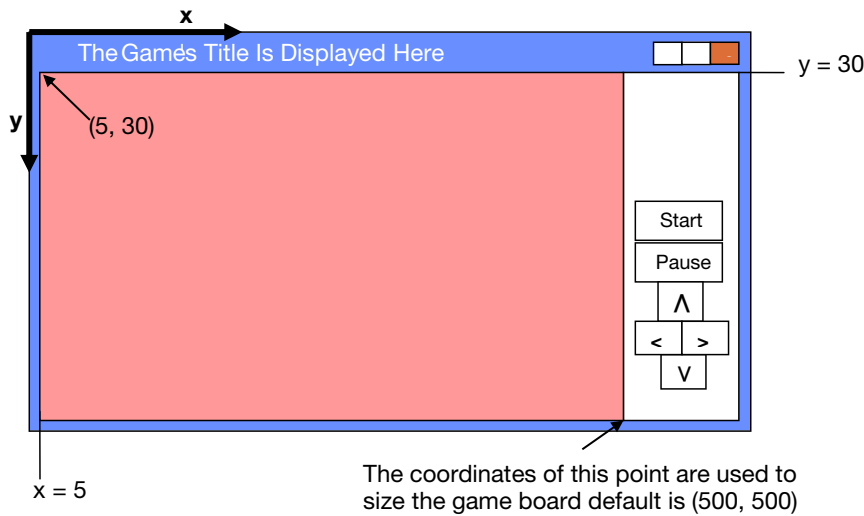 x
The Game's Title Is Displayed Here
y = 30
y
(5, 30)
Start
Pause
Λ
< >
V
x = 5
The coordinates of this point are used to
size the game board default is (500, 500)